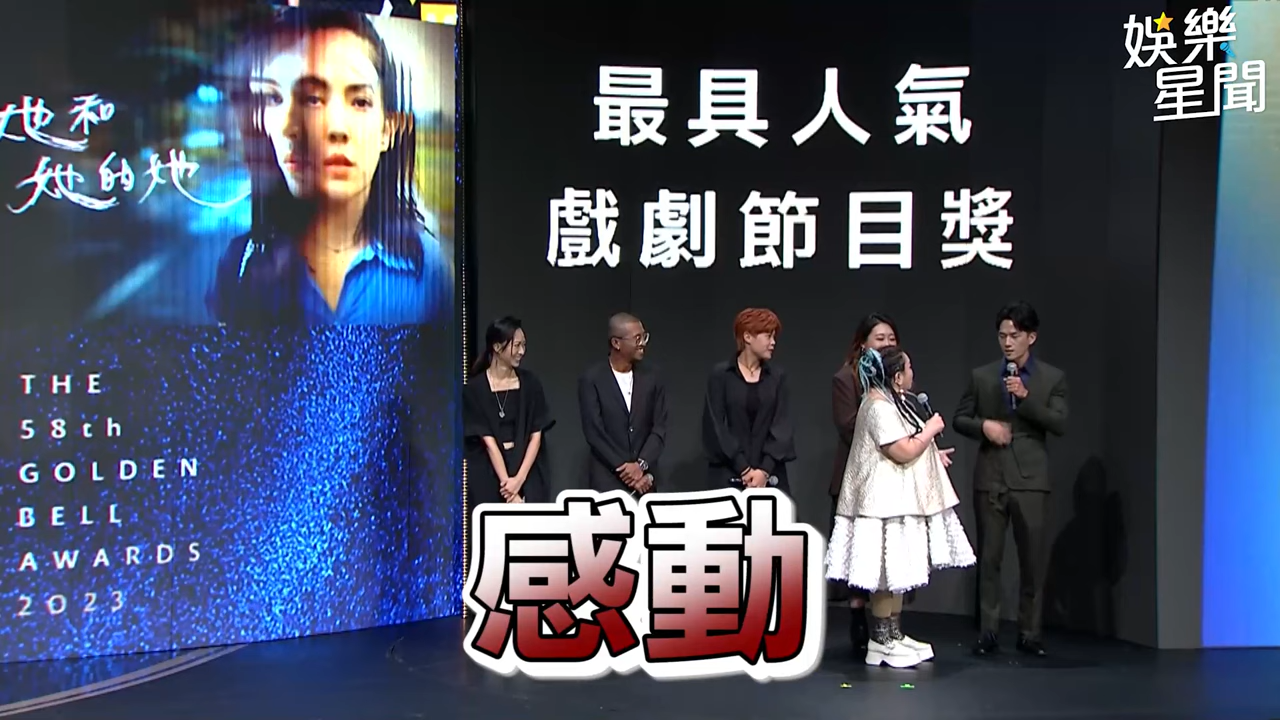 娛樂
星聞
最具人氣
戲劇節目獎
她和
她的她
THE
58th
GOLDEN
BELL
AWARDS
2023
感動